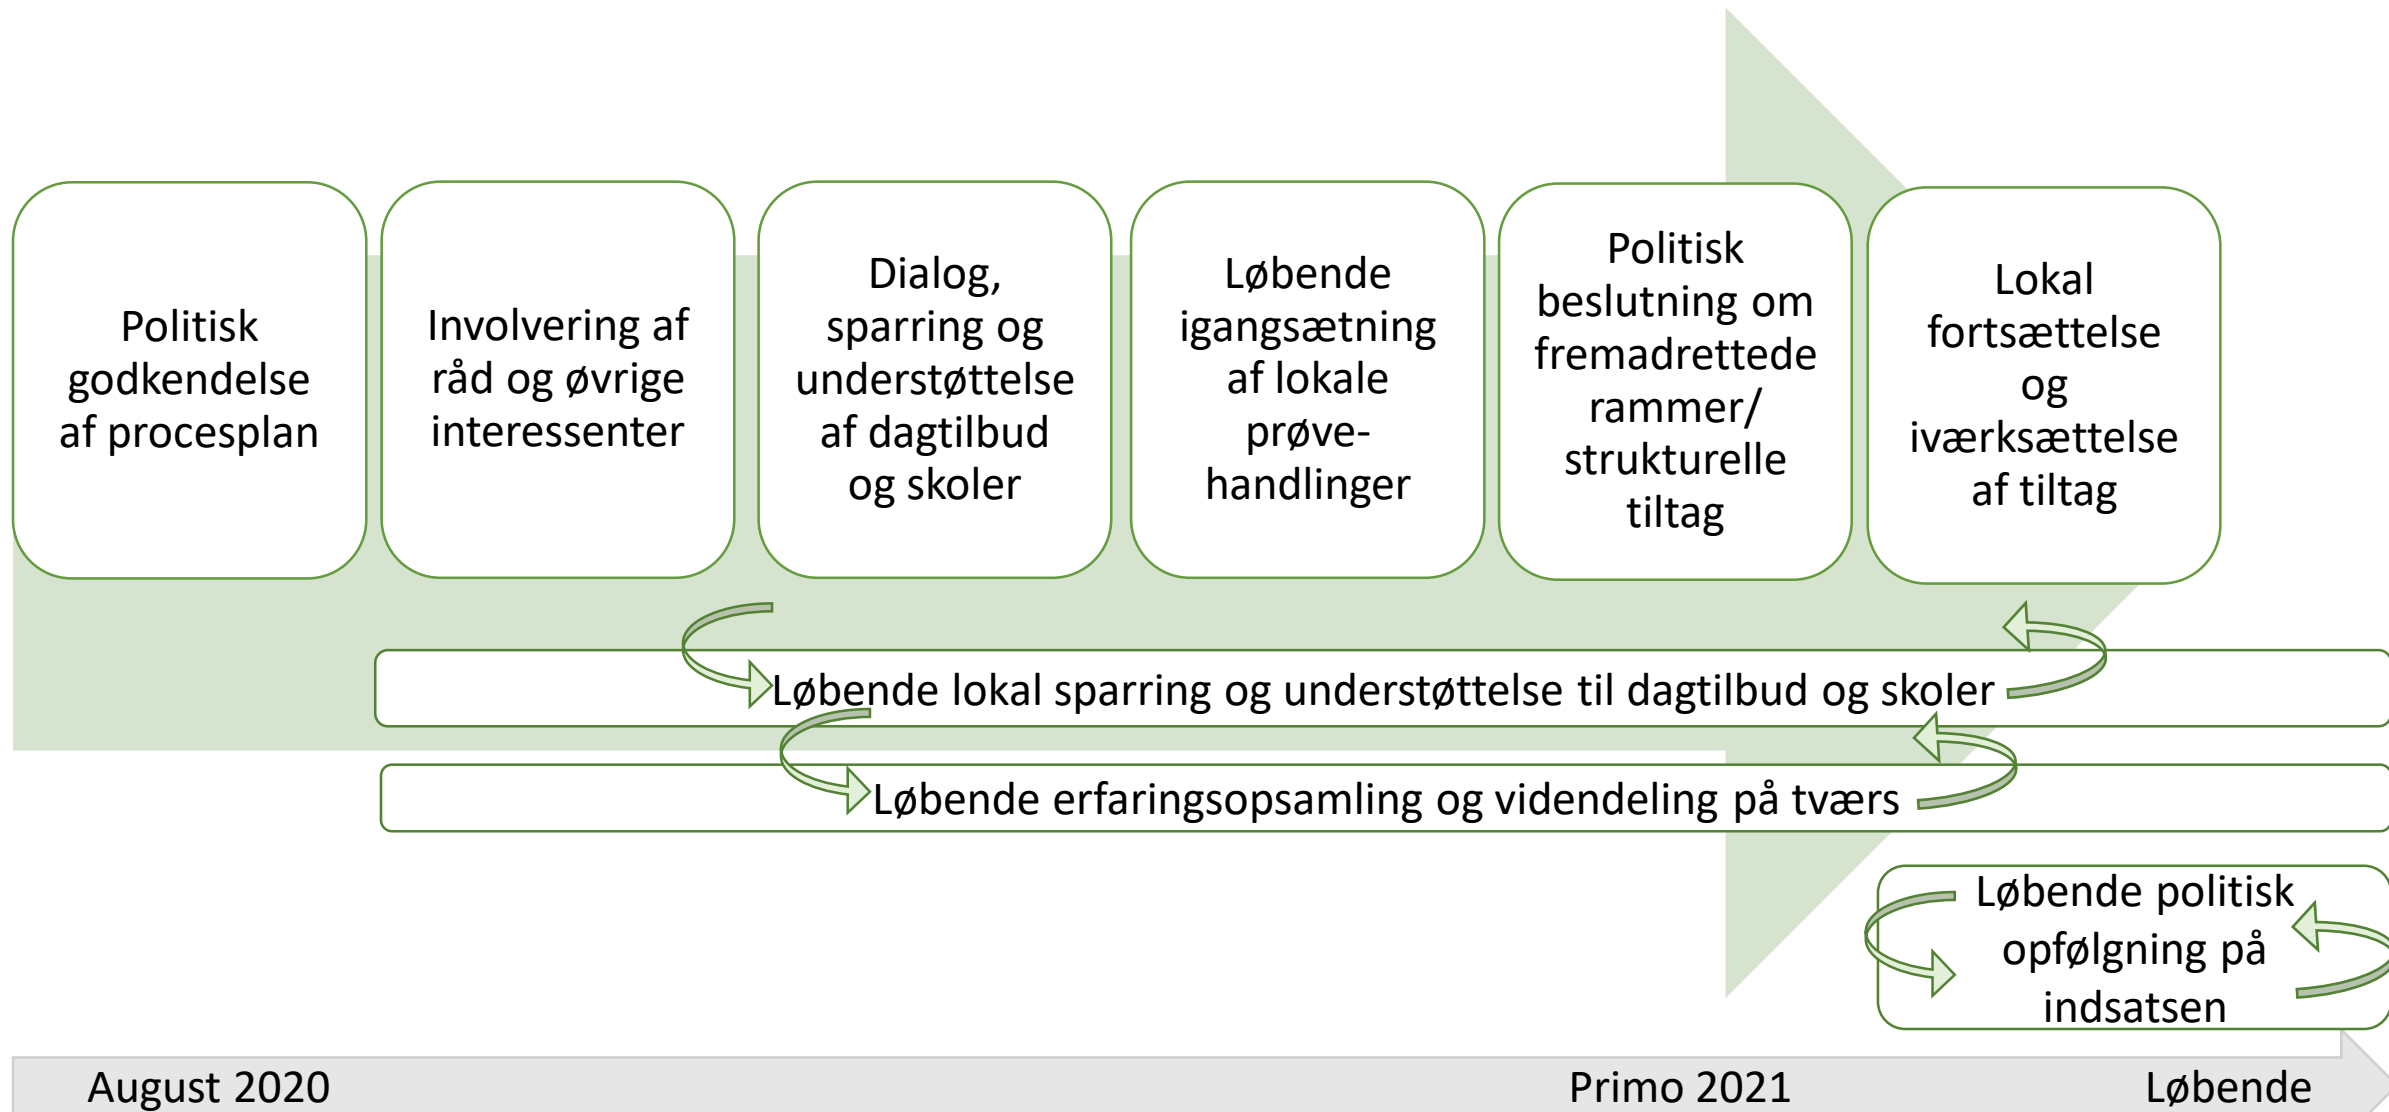 Politisk
godkendelse
af procesplan
Involvering af
råd og øvrige
interessenter
Dialog,
sparring og
understøttelse
af dagtilbud
og skoler
Løbende
igangsætning
af lokale
prøve-
handlinger
Politisk
beslutning om
fremadrettede
rammer/
strukturelle
tiltag
Lokal
fortsættelse
og
iværksættelse
af tiltag
Løbende lokal sparring og understøttelse til dagtilbud og skoler
Løbende erfaringsopsamling og videndeling på tværs
Løbende politisk
opfølgning på
indsatsen
August 2020
Primo 2021
Løbende